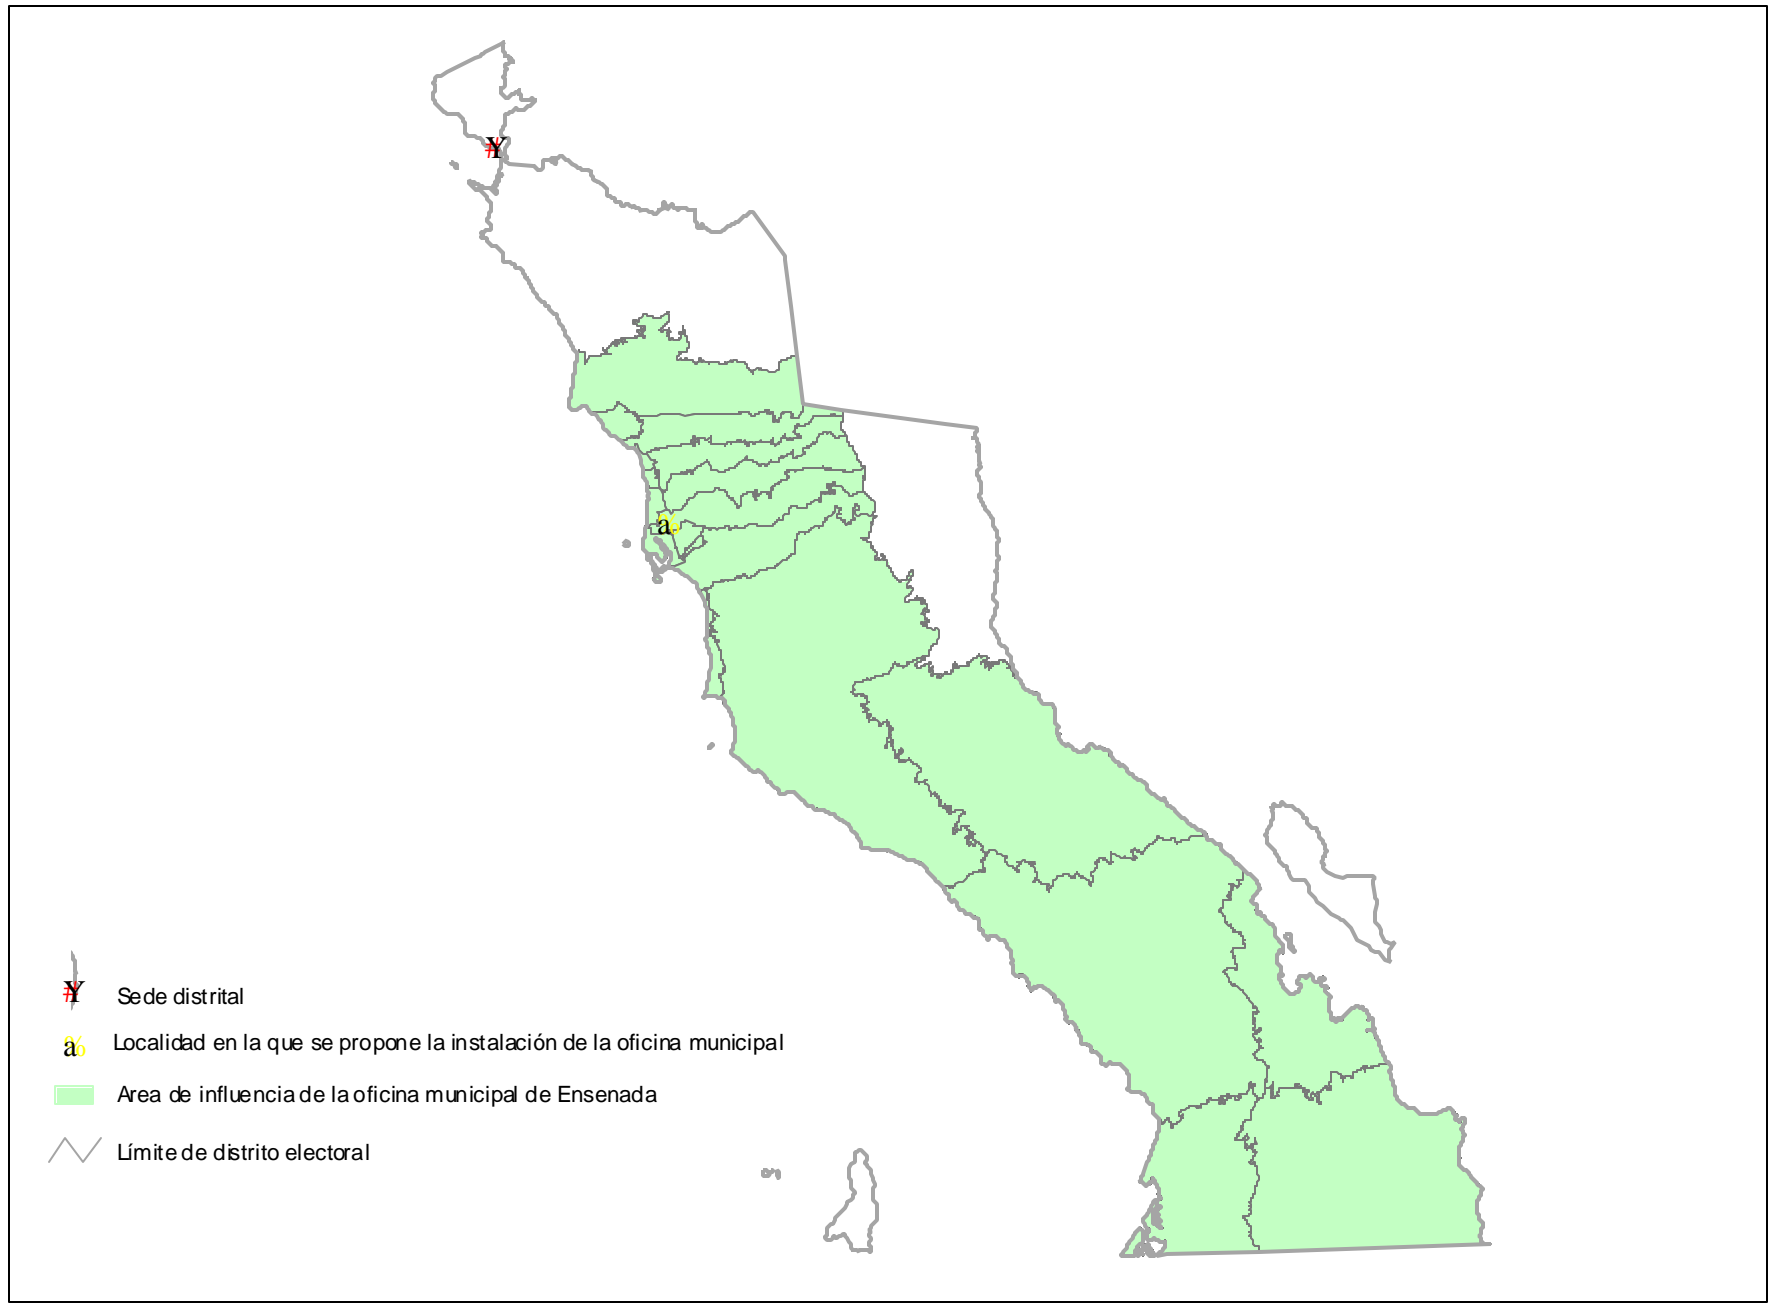 #Y
a%
#Y Sede distrital
a% Localidad en la que se propone la instalación de la oficina municipal
Area de influencia de la oficina municipal de Ensenada
Límite de distrito electoral